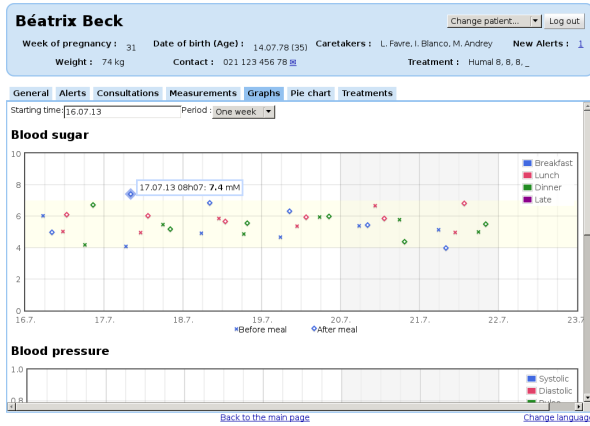 Béatrix Beck
Change patient... Log out
Week of pregnancy : 31 Date of birth (Age) : 14.07.78 (35) Caretakers : L. Favre, I. Blanco, M. Andrey New Alerts : 1
Weight : 74 kg Contact : 021 123 456 78 Treatment : Humal 8, 8, 8, _
General Alerts Consultations Measurements Graphs Pie chart Treatments
Starting time: 16.07.13 Period : One week
Blood sugar
10
8
6
4
2
0
17.07.13 08h07: 7.4 mM
Breakfast
Lunch
Dinner
Late
16.7. 17.7. 18.7. 19.7. 20.7. 21.7. 22.7. 23.7
Before meal After meal
Blood pressure
1.0
0.8
Systolic
Diastolic
Back to the main page Change language